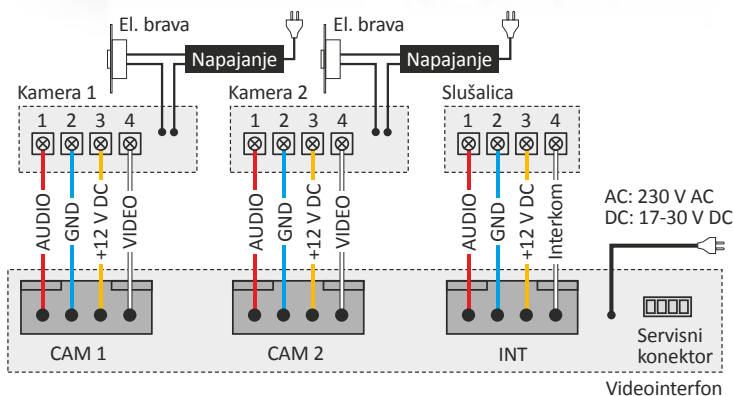 El. brava
El. brava
Napajanje
Napajanje
Kamera 1
Kamera 2
Slušalica
1 2 3 4
1 2 3 4
1 2 3 4
AUDIO
GND
+12 V DC
VIDEO
AUDIO
GND
+12 V DC
VIDEO
AUDIO
GND
+12 V DC
Interkom
AC: 230 V AC
DC: 17-30 V DC
CAM 1
CAM 2
INT
Servisni
konektor
Videointerfon